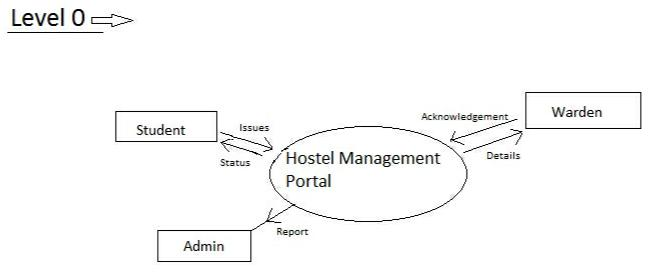 Level 0
Acknowledgement
Warden
Student
Issues
Status
Hostel Management
Portal
Details
Report
Admin